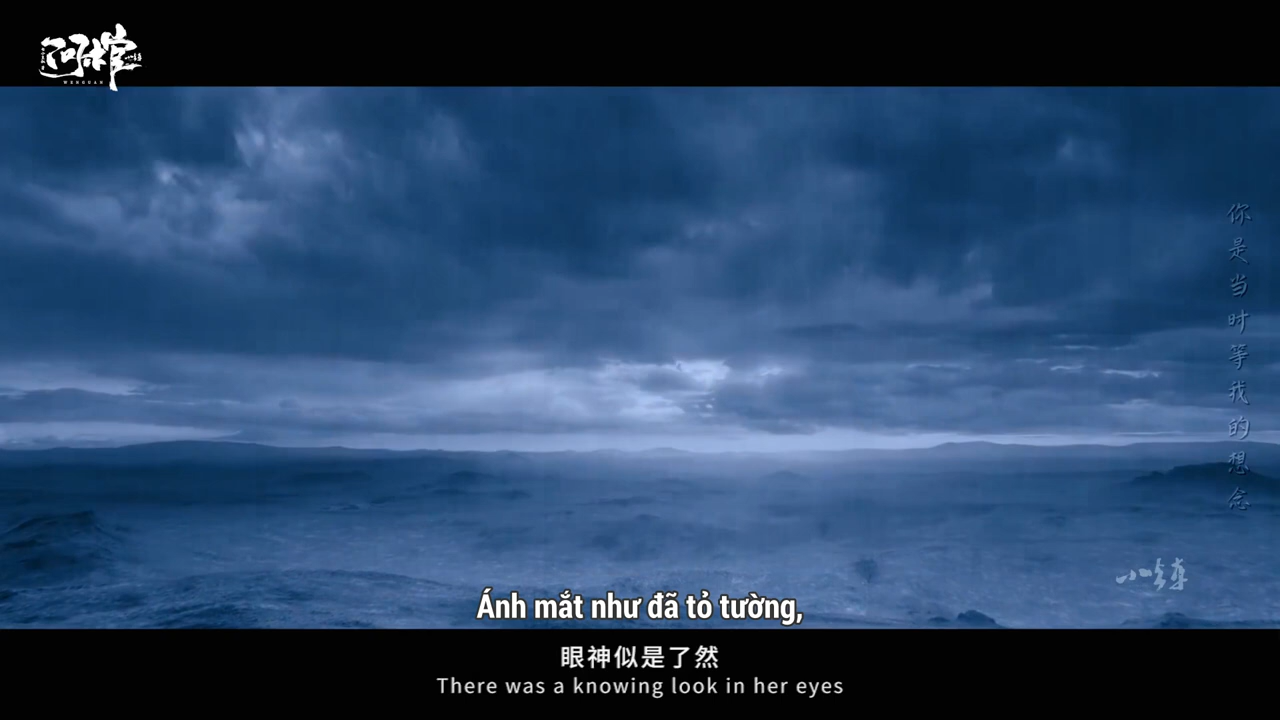 WENGUAN
你是当时等我的想念
Ánh mắt như đã tỏ tường,
眼神似是了然
There was a knowing look in her eyes